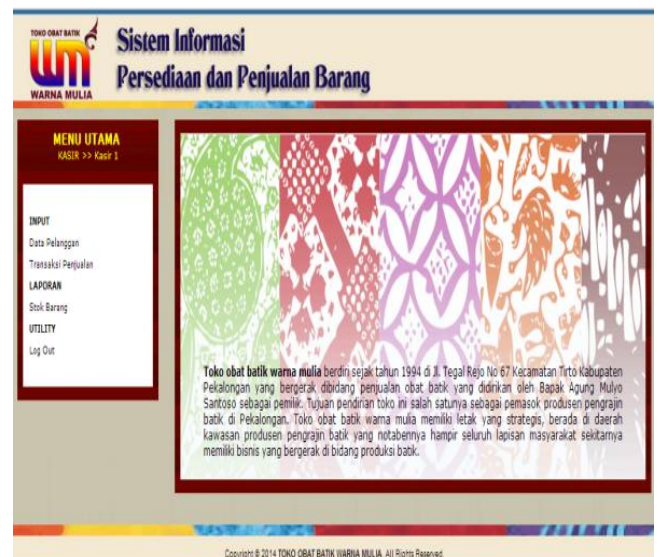 TOKO OBAT BATIK
WARNA MULIA
Sistem Informasi
Persediaan dan Penjualan Barang
MENU UTAMA
KASIR >> Kasir 1
INPUT
Data Pelanggan
Transaksi Penjualan
LAPORAN
Stok Barang
UTILITY
Log Out
Toko obat batik warna mulia berdiri sejak tahun 1994 di Jl. Tegal Rejo No 67 Kecamatan Tirto Kabupaten
Pekalongan yang bergerak dibidang penjualan obat batik yang didirikan oleh Bapak Agung Mulyo
Santoso sebagai pemilik. Tujuan pendirian toko ini salah satunya sebagai pemasok produsen pengrajin
batik di Pekalongan. Toko obat batik warna mulia memiliki letak yang strategis, berada di daerah
kawasan produsen pengrajin batik yang notabennya hampir seluruh lapisan masyarakat sekitarnya
memiliki bisnis yang bergerak di bidang produksi batik.
Copyright © 2014 TOKO OBAT BATIK WARNA MULIA. All Rights Reserved.